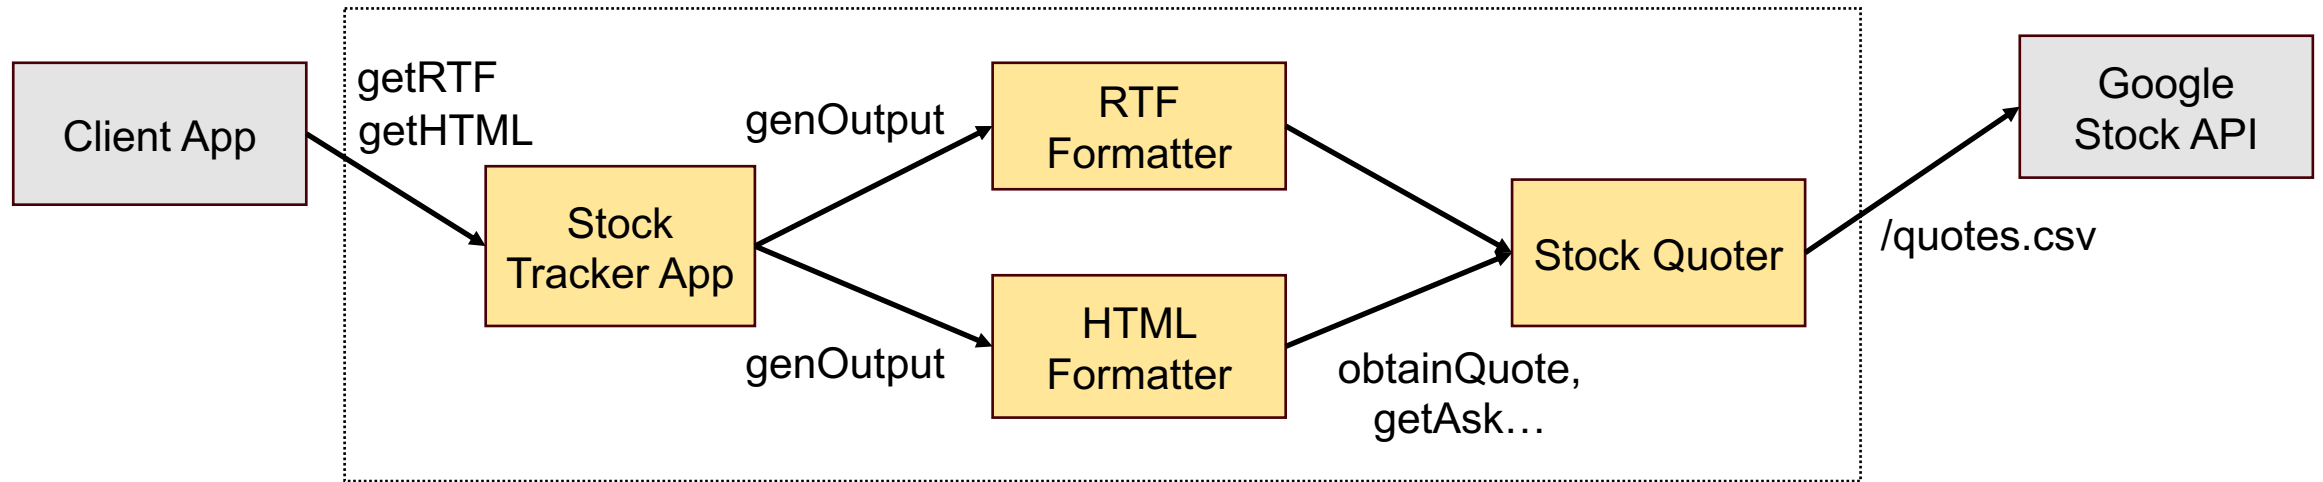 Client App
getRTF
getHTML
Stock
Tracker App
genOutput
genOutput
RTF
Formatter
HTML
Formatter
obtainQuote,
getAsk…
Stock Quoter
/quotes.csv
Google
Stock API